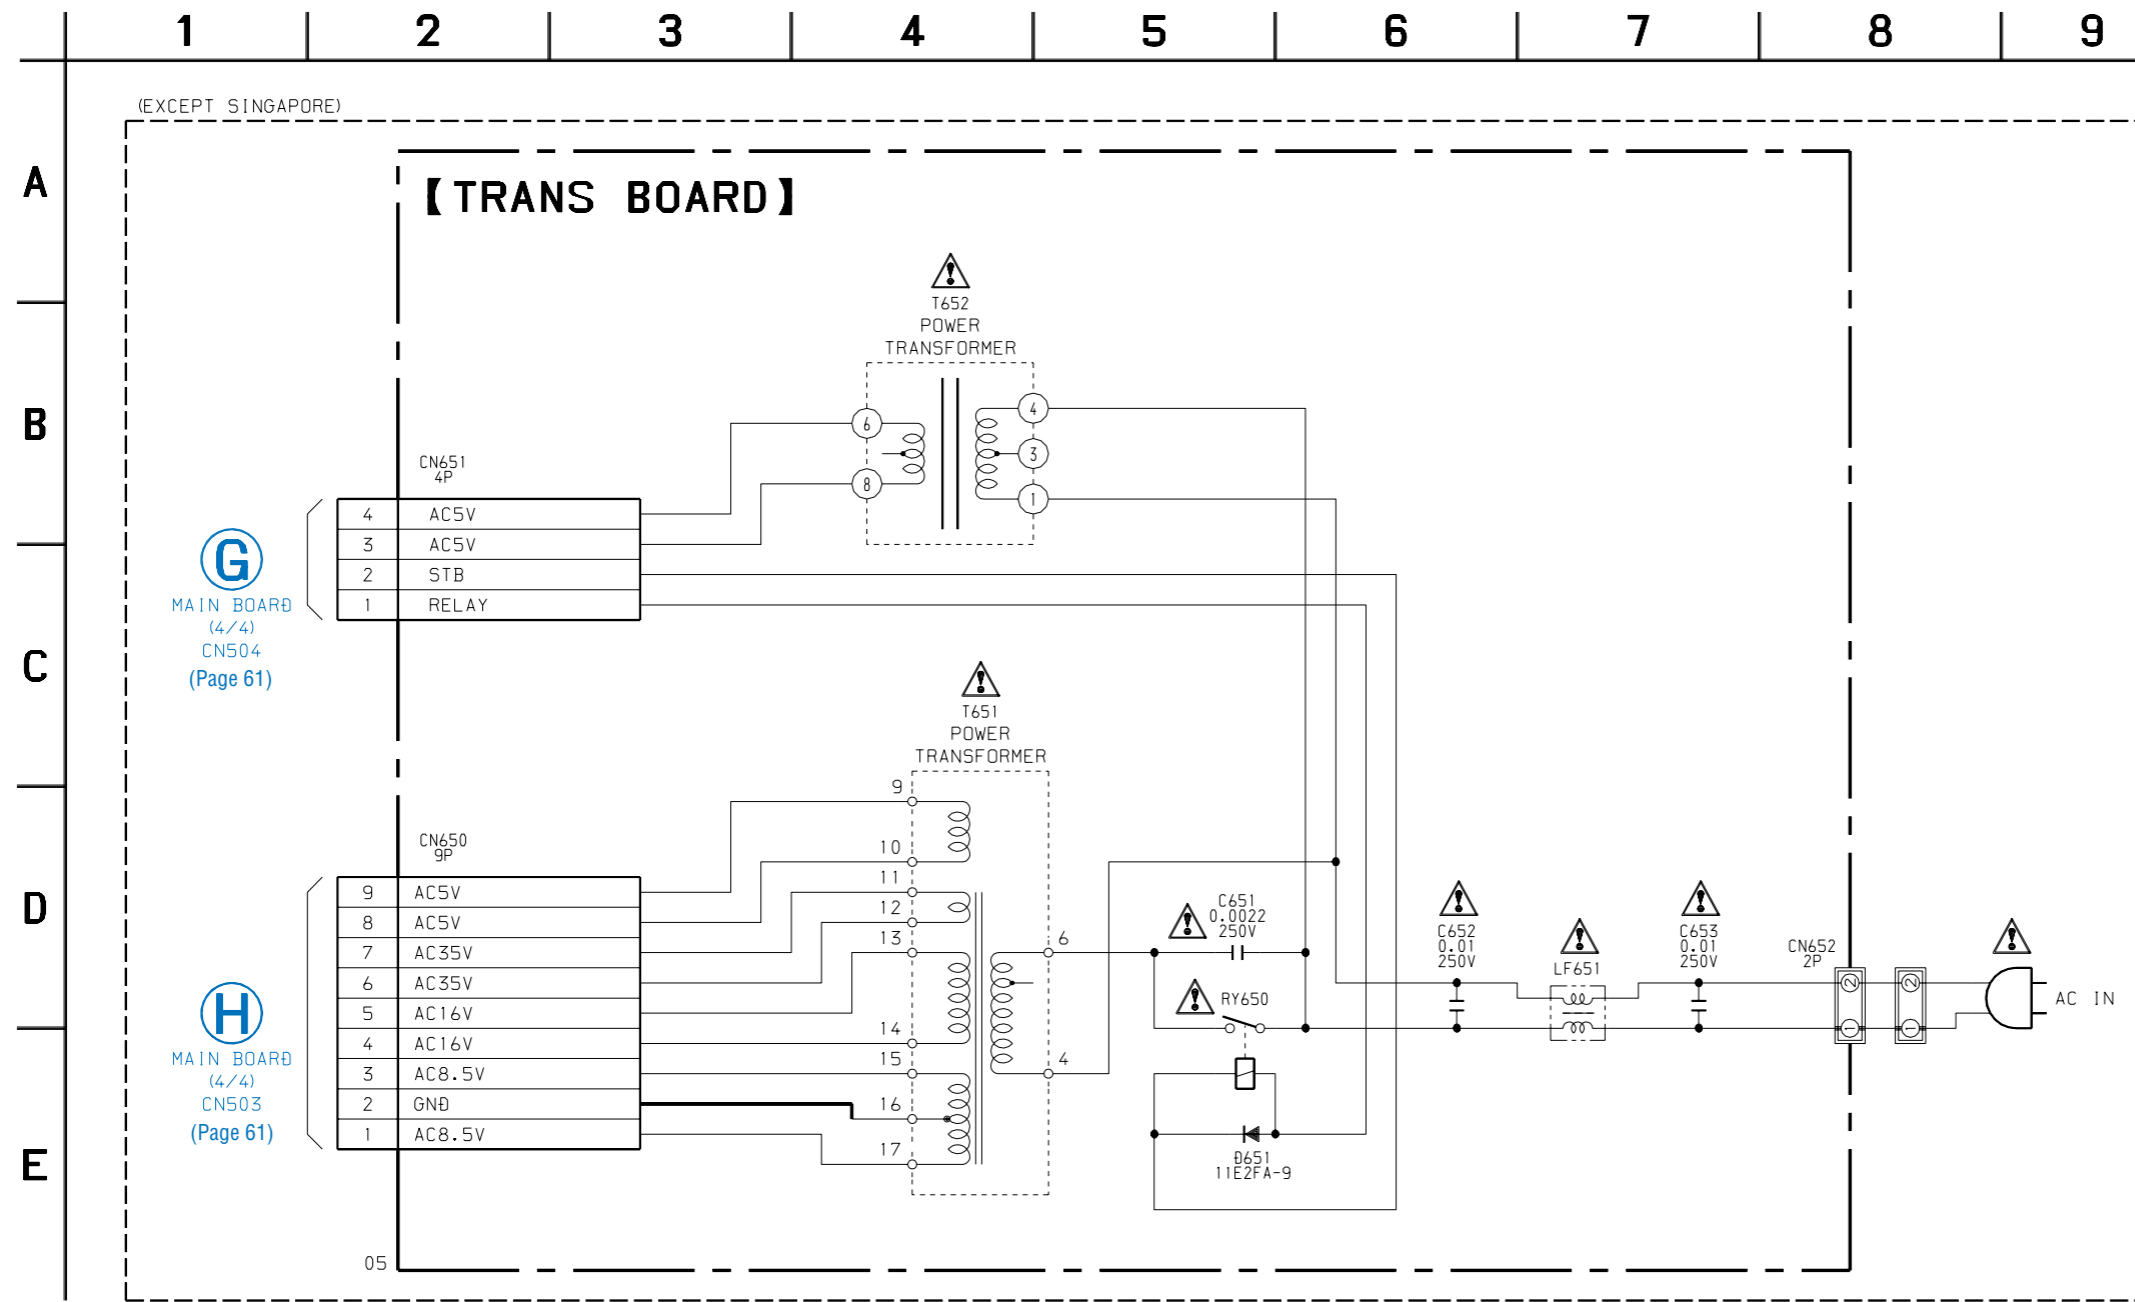 1 2 3 4 5 6 7 8 9
(EXCEPT SINGAPORE)
A
【TRANS BOARD】
T652
POWER
TRANSFORMER
B
6
8
4
3
1
CN651
4P
4 AC5V
3 AC5V
2 STB
1 RELAY
G
MAIN BOARD
(4/4)
CN504
(Page 61)
C
T651
POWER
TRANSFORMER
9
10
11
12
13
14
15
16
17
6
4
CN650
9P
9 AC5V
8 AC5V
7 AC35V
6 AC35V
5 AC16V
4 AC16V
3 AC8.5V
2 GND
1 AC8.5V
D
H
MAIN BOARD
(4/4)
CN503
(Page 61)
C651
0.0022
250V
RY650
D651
11E2FA-9
C652
0.01
250V
LF651
C653
0.01
250V
CN652
2P
2 2
1 1
AC IN
E
05